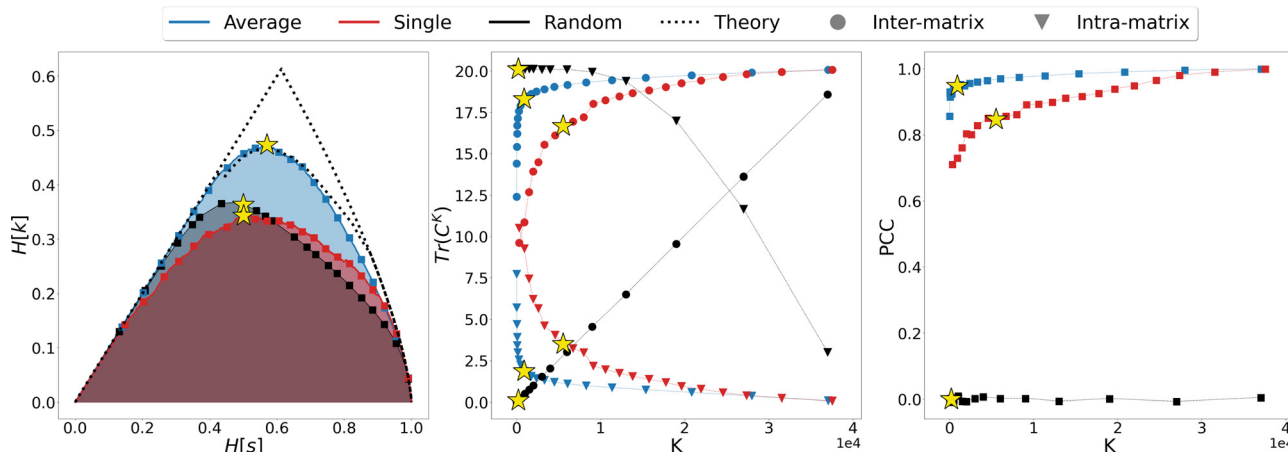 Average Single Random Theory Inter-matrix Intra-matrix
0.6
0.5
0.4
0.3
0.2
0.1
0.0
H[k]
0.0 0.2 0.4 0.6 0.8 1.0
H[s]
20.0
17.5
15.0
12.5
10.0
7.5
5.0
2.5
0.0
Tr(C^K)
0 1 2 3 4
1e4
K
1.0
0.8
0.6
0.4
0.2
0.0
PCC
0 1 2 3 4
1e4
K